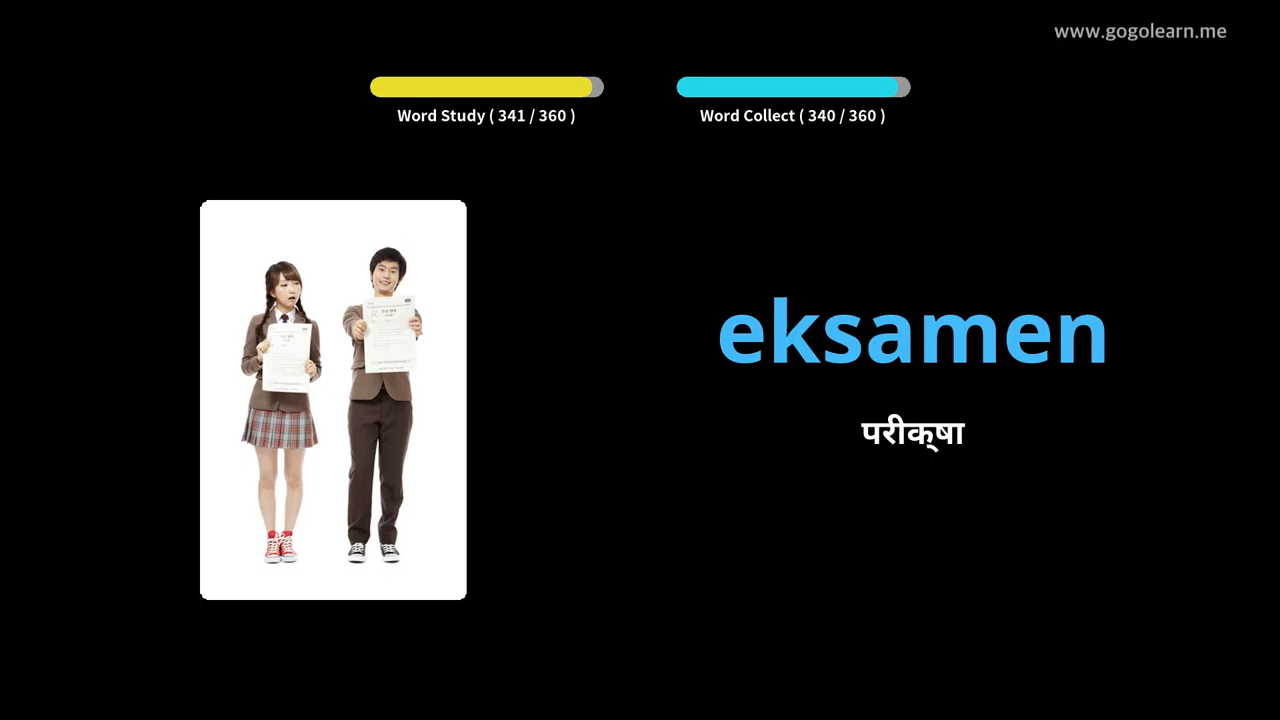 www.gogolearn.me
Word Study ( 341 / 360 )
Word Collect ( 340 / 360 )
eksamen
परीक्षा